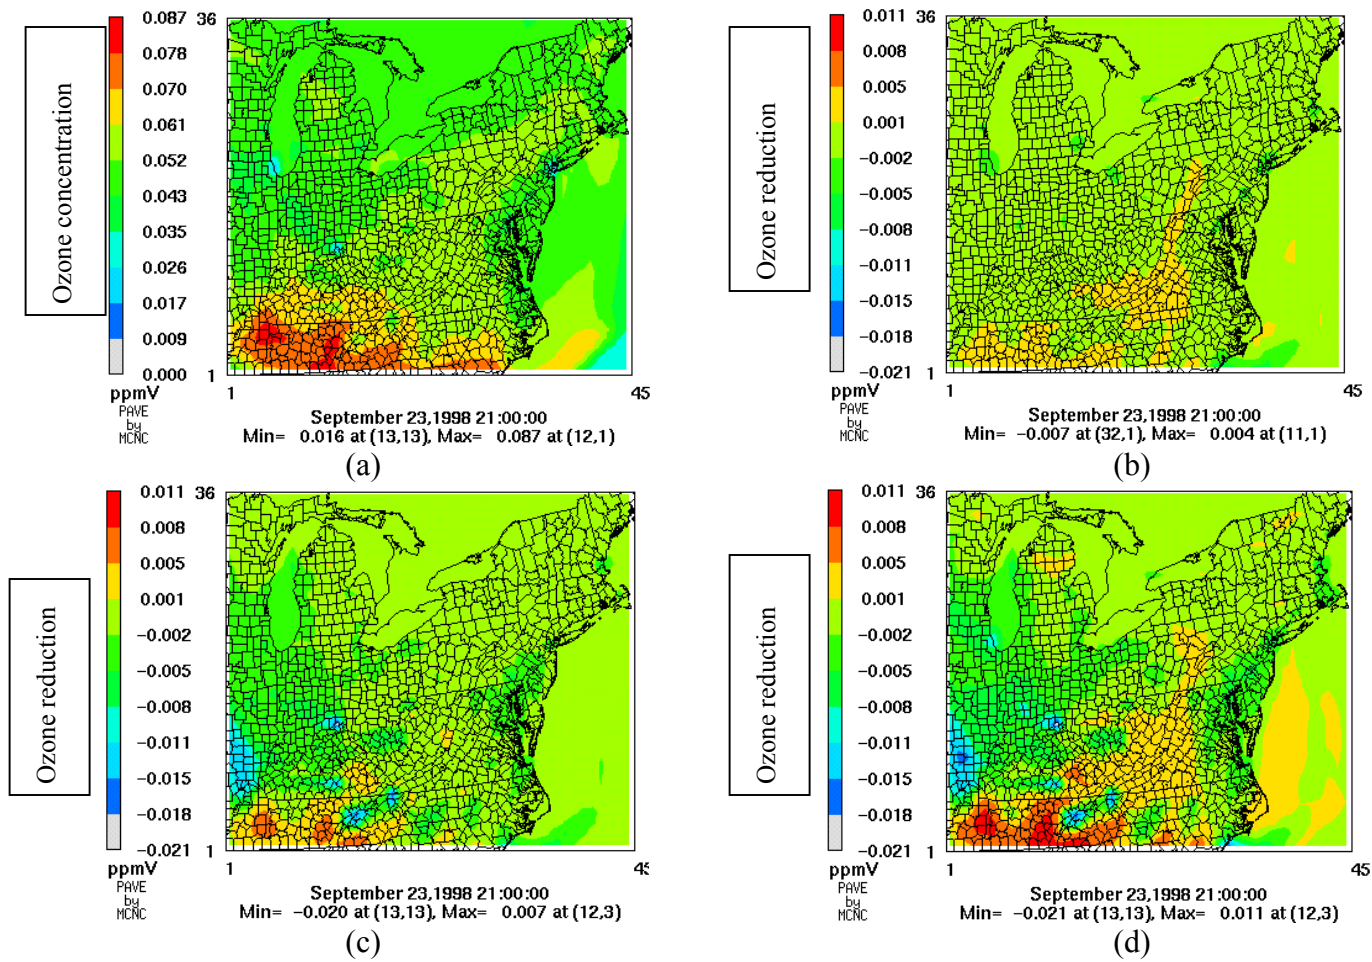 Ozone concentration
0.087
0.078
0.070
0.061
0.052
0.043
0.035
0.026
0.017
0.009
0.000
ppmV
PAVE
by
MCNC
36
1
1
45
September 23,1998 21:00:00
Min= 0.016 at (13,13), Max= 0.087 at (12,1)
(a)
Ozone reduction
0.011
0.008
0.005
0.001
−0.002
−0.005
−0.008
−0.011
−0.015
−0.018
−0.021
ppmV
PAVE
by
MCNC
36
1
1
45
September 23,1998 21:00:00
Min= −0.007 at (32,1), Max= 0.004 at (11,1)
(b)
Ozone reduction
0.011
0.008
0.005
0.001
−0.002
−0.005
−0.008
−0.011
−0.015
−0.018
−0.021
ppmV
PAVE
by
MCNC
36
1
1
45
September 23,1998 21:00:00
Min= −0.020 at (13,13), Max= 0.007 at (12,3)
(c)
Ozone reduction
0.011
0.008
0.005
0.001
−0.002
−0.005
−0.008
−0.011
−0.015
−0.018
−0.021
ppmV
PAVE
by
MCNC
36
1
1
45
September 23,1998 21:00:00
Min= −0.021 at (13,13), Max= 0.011 at (12,3)
(d)